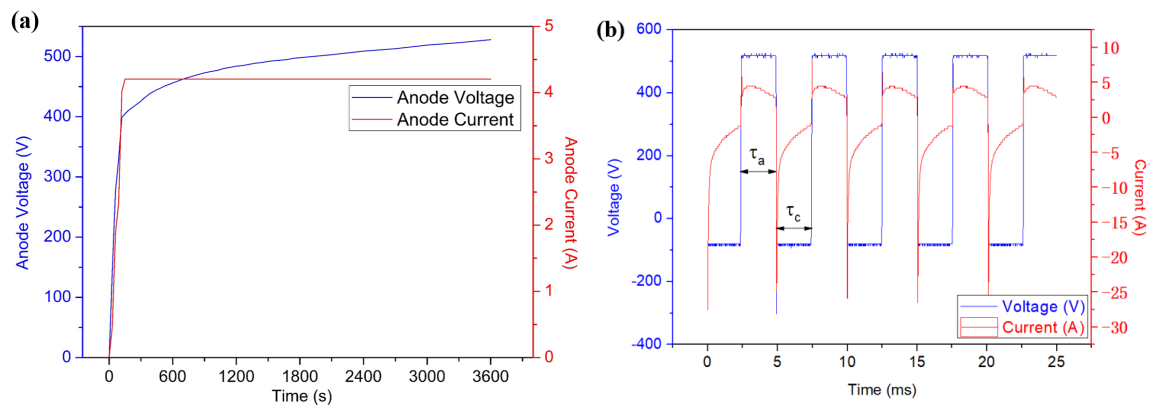 (a)
500
400
300
200
100
0
Anode Voltage (V)
5
4
3
2
1
0
Anode Current (A)
Anode Voltage
Anode Current
0 600 1200 1800 2400 3000 3600
Time (s)
(b)
600
400
200
0
-200
-400
Voltage (V)
10
5
0
-5
-10
-15
-20
-25
-30
Current (A)
τa
τc
Voltage (V)
Current (A)
0 5 10 15 20 25
Time (ms)